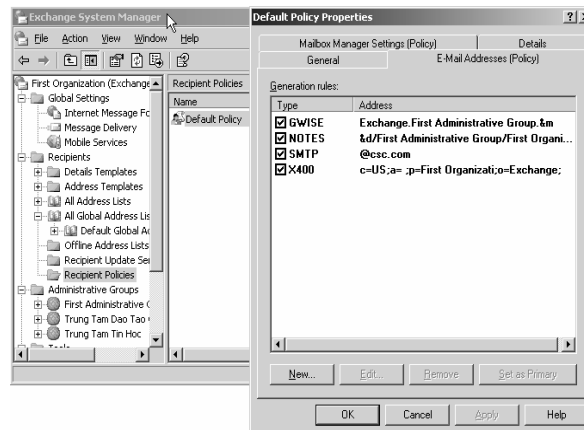 Exchange System Manager
File Action View Window Help
First Organization (Exchange
Global Settings
Internet Message Fo
Message Delivery
Mobile Services
Recipients
Details Templates
Address Templates
All Address Lists
All Global Address Lis
Default Global Ad
Offline Address Lists
Recipient Update Ser
Recipient Policies
Administrative Groups
First Administrative G
Trung Tam Dao Tao
Trung Tam Tin Hoc
Tools
Recipient Policies
Name
Default Policy
Default Policy Properties
Mailbox Manager Settings (Policy) Details
General E-Mail Addresses (Policy)
Generation rules:
Type Address
GWISE Exchange.First Administrative Group.&m
NOTES &d/First Administrative Group/First Organi...
SMTP @csc.com
X400 c=US;a= ;p=First Organizati;o=Exchange;
New... Edit... Remove Set as Primary
OK Cancel Apply Help